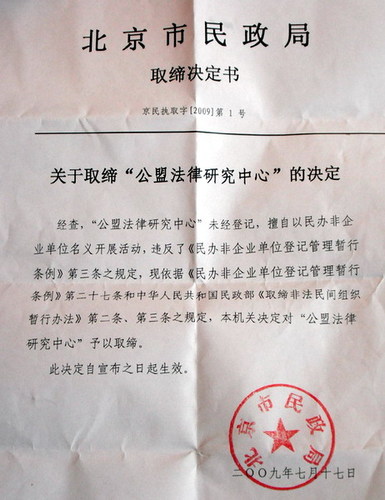 北京市民政局
取缔决定书
京民执取字[2009]第 1 号
关于取缔“公盟法律研究中心”的决定
经查，“公盟法律研究中心”未经登记，擅自以民办非企
业单位名义开展活动，违反了《民办非企业单位登记管理暂行
条例》第三条之规定，现依据《民办非企业单位登记管理暂行
条例》第二十七条和中华人民共和国民政部《取缔非法民间组织
暂行办法》第二条、第三条之规定，本机关决定对“公盟法律
研究中心”予以取缔。
此决定自宣布之日起生效。
北京市民政局
二〇〇九年七月十七日